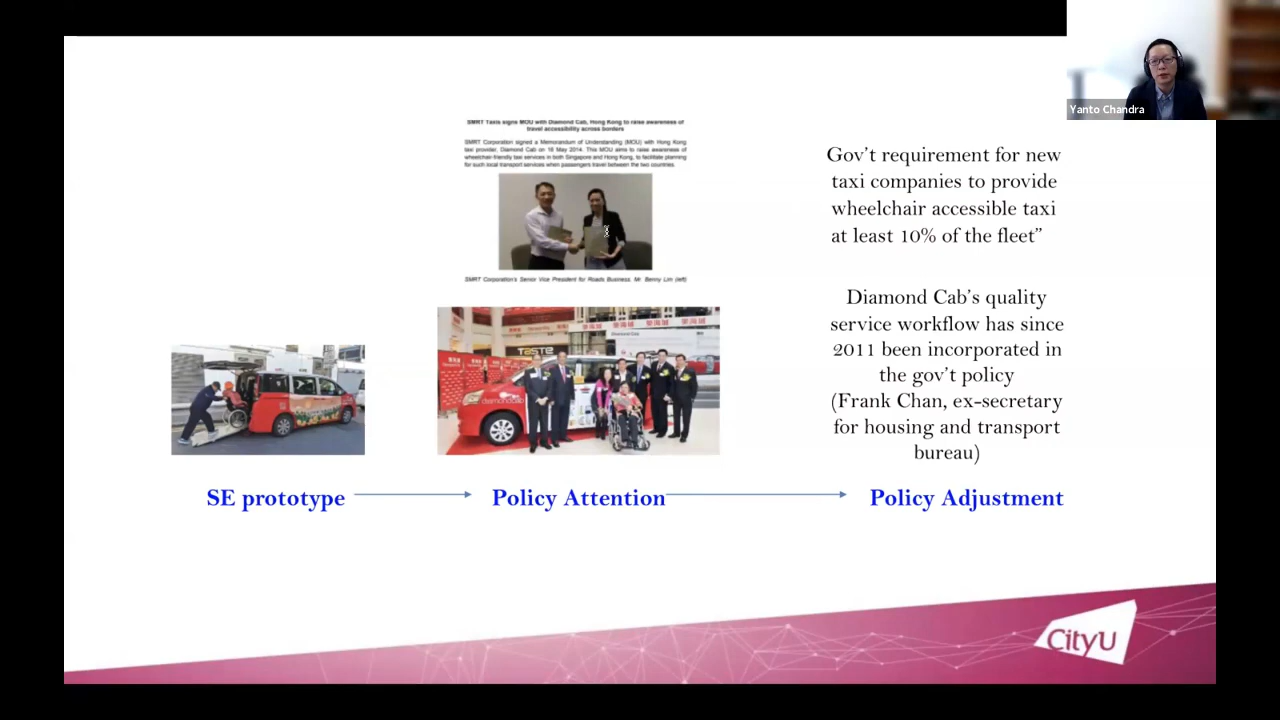 Yanto Chandra
SMRT Taxis signs MOU with Diamond Cab, Hong Kong to raise awareness of
travel accessibility across borders
SMRT Corporation signed a Memorandum of Understanding (MOU) with Hong Kong
taxi provider, Diamond Cab on 16 May 2014. This MOU aims to raise awareness of
wheelchair-friendly taxi services in both Singapore and Hong Kong, to facilitate planning
for such local transport services when passengers travel between the two countries.
SMRT Corporation's Senior Vice President for Roads Business, Mr. Benny Lim (left)
Diamond Cab
TASTE
diamondcab
Gov't requirement for new
taxi companies to provide
wheelchair accessible taxi
at least 10% of the fleet”
Diamond Cab's quality
service workflow has since
2011 been incorporated in
the gov't policy
(Frank Chan, ex-secretary
for housing and transport
bureau)
SE prototype
Policy Attention
Policy Adjustment
CityU